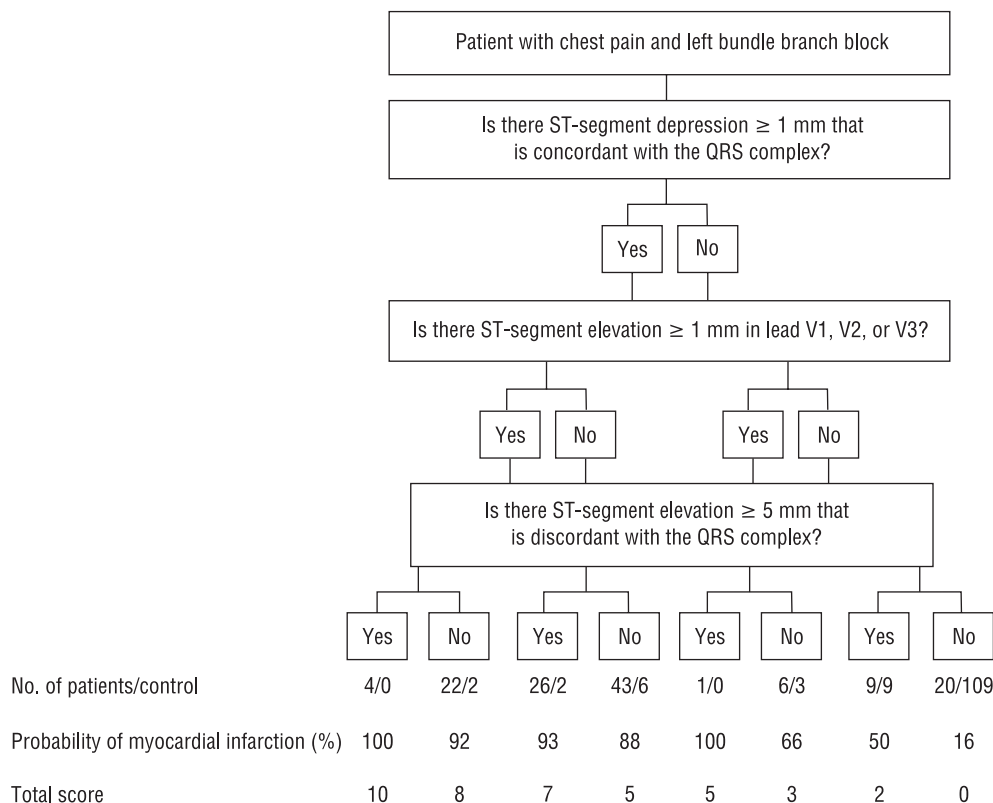 Patient with chest pain and left bundle branch block
Is there ST-segment depression ≥ 1 mm that
is concordant with the QRS complex?
Yes No
Is there ST-segment elevation ≥ 1 mm in lead V1, V2, or V3?
Yes No Yes No
Is there ST-segment elevation ≥ 5 mm that
is discordant with the QRS complex?
Yes No Yes No Yes No Yes No
No. of patients/control 4/0 22/2 26/2 43/6 1/0 6/3 9/9 20/109
Probability of myocardial infarction (%) 100 92 93 88 100 66 50 16
Total score 10 8 7 5 5 3 2 0